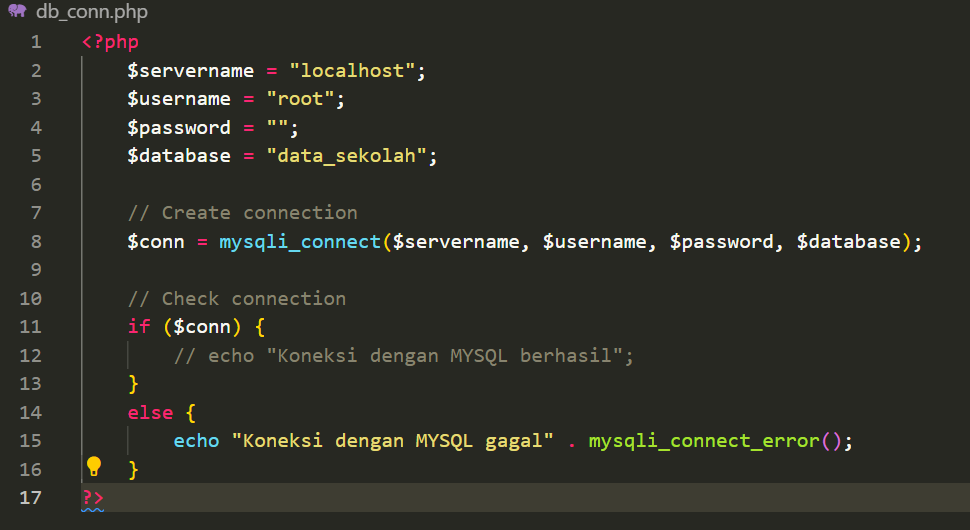 db_conn.php
1 <?php
2 $servername = "localhost";
3 $username = "root";
4 $password = "";
5 $database = "data_sekolah";
6
7 // Create connection
8 $conn = mysqli_connect($servername, $username, $password, $database);
9
10 // Check connection
11 if ($conn) {
12 // echo "Koneksi dengan MYSQL berhasil";
13 }
14 else {
15 echo "Koneksi dengan MYSQL gagal" . mysqli_connect_error();
16 }
17 ?>